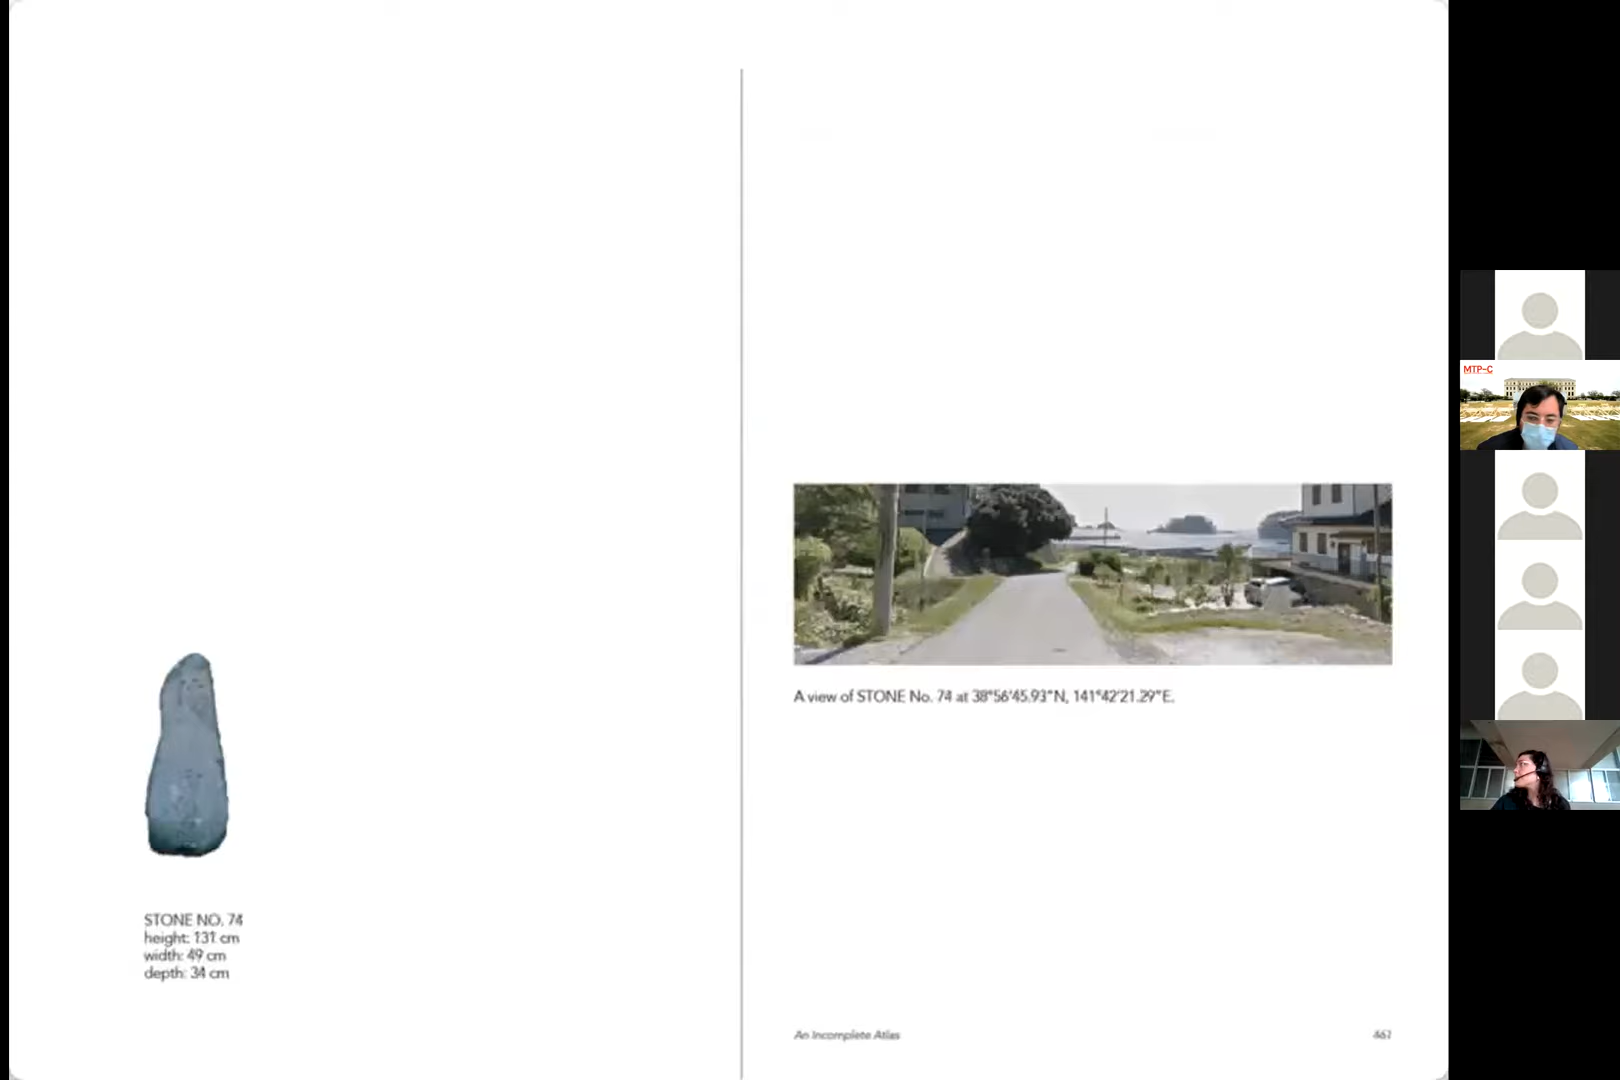 STONE NO. 74
height: 131 cm
width: 49 cm
depth: 34 cm
A view of STONE No. 74 at 38°56'45.93"N, 141°42'21.29"E.
An Incomplete Atlas
461
MTP-C